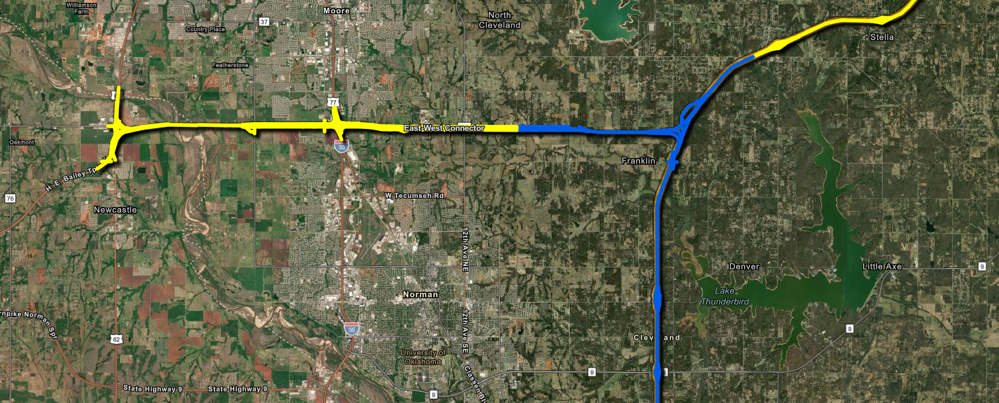 Williamson
Farm
Moore
37
Country Place
North
Cleveland
Stella
Featherstone
77
East-West Connector
Oakmont
35
Franklin
H. E. Bailey Tp
76
W Tecumseh Rd
Newcastle
12th Ave NE
Denver
Little Axe
9
Norman
Lake
Thunderbird
rnpike Norman Spr
12th Ave SE
35
9
62
Cleveland
University of
Oklahoma
9
Classen Blv
State Highway 9
State Highway 9
9